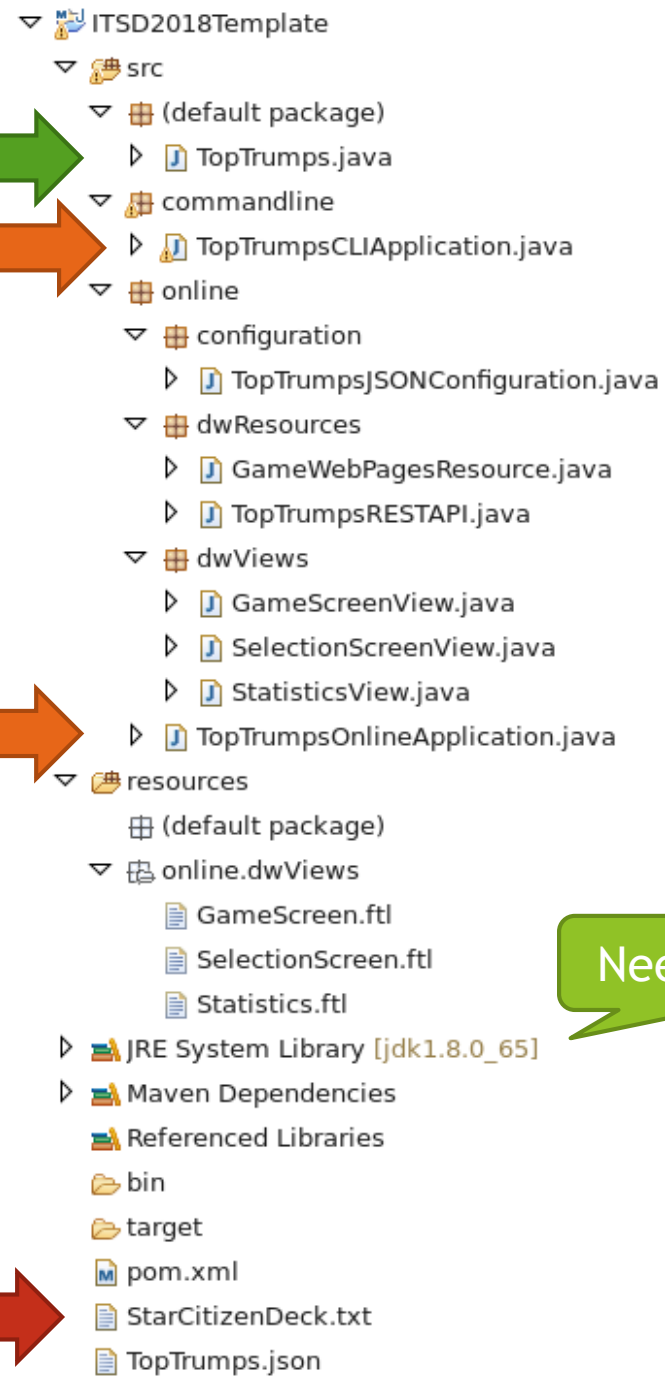 ITSD2018Template
src
(default package)
TopTrumps.java
commandline
TopTrumpsCLIApplication.java
online
configuration
TopTrumpsJSONConfiguration.java
dwResources
GameWebPagesResource.java
TopTrumpsRESTAPI.java
dwViews
GameScreenView.java
SelectionScreenView.java
StatisticsView.java
TopTrumpsOnlineApplication.java
resources
(default package)
online.dwViews
GameScreen.ftl
SelectionScreen.ftl
Statistics.ftl
JRE System Library [jdk1.8.0_65]
Maven Dependencies
Referenced Libraries
bin
target
pom.xml
StarCitizenDeck.txt
TopTrumps.json